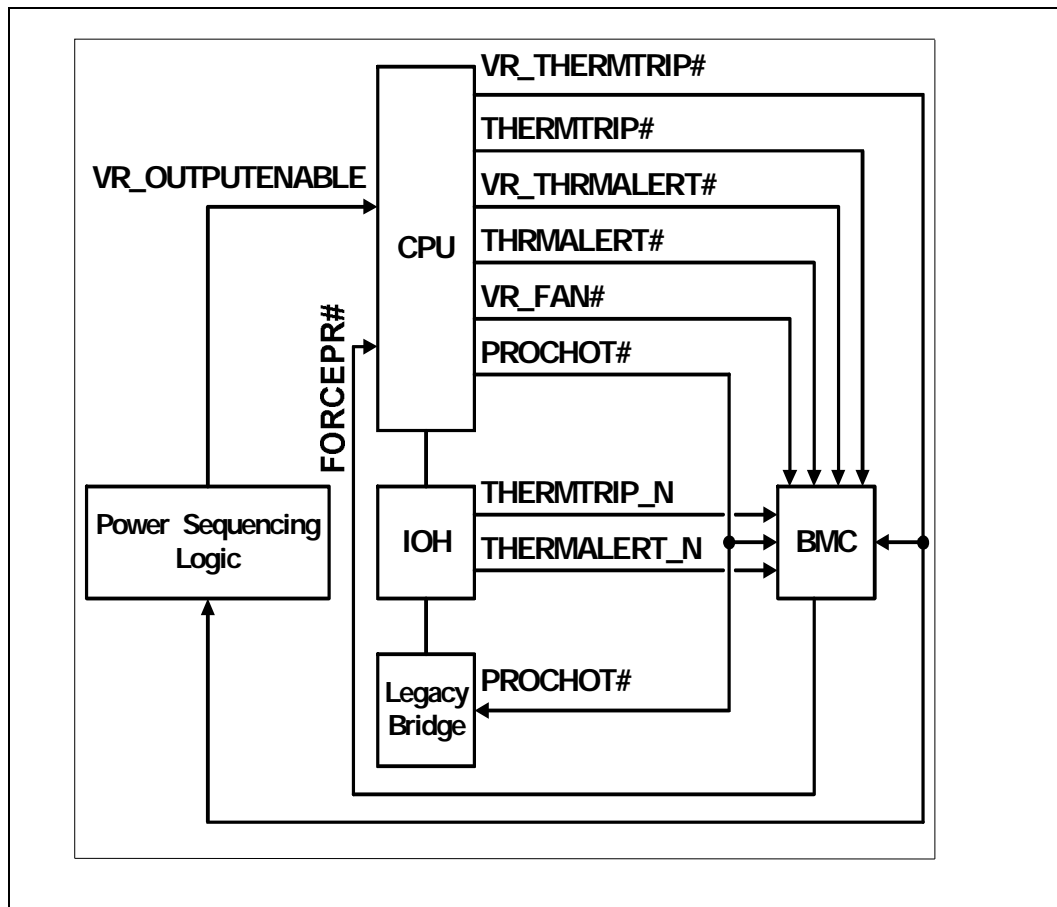 VR_THERMTRIP#
THERMTRIP#
VR_OUTPUTENABLE
VR_THRMALERT#
CPU
THRMALERT#
VR_FAN#
FORCEPR#
PROCHOT#
THERMTRIP_N
Power Sequencing
Logic
IOH
BMC
THERMALERT_N
Legacy
Bridge
PROCHOT#